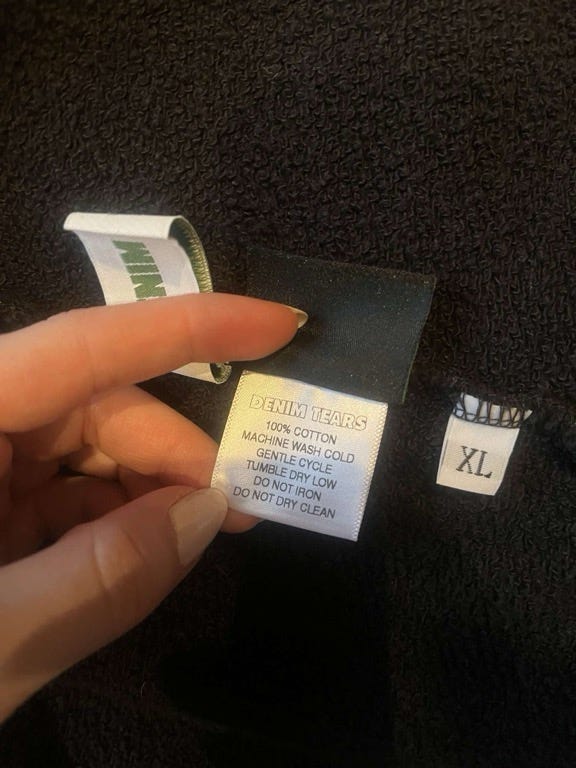 DENIM TEARS
100% COTTON
MACHINE WASH COLD
GENTLE CYCLE
TUMBLE DRY LOW
DO NOT IRON
DO NOT DRY CLEAN
XL